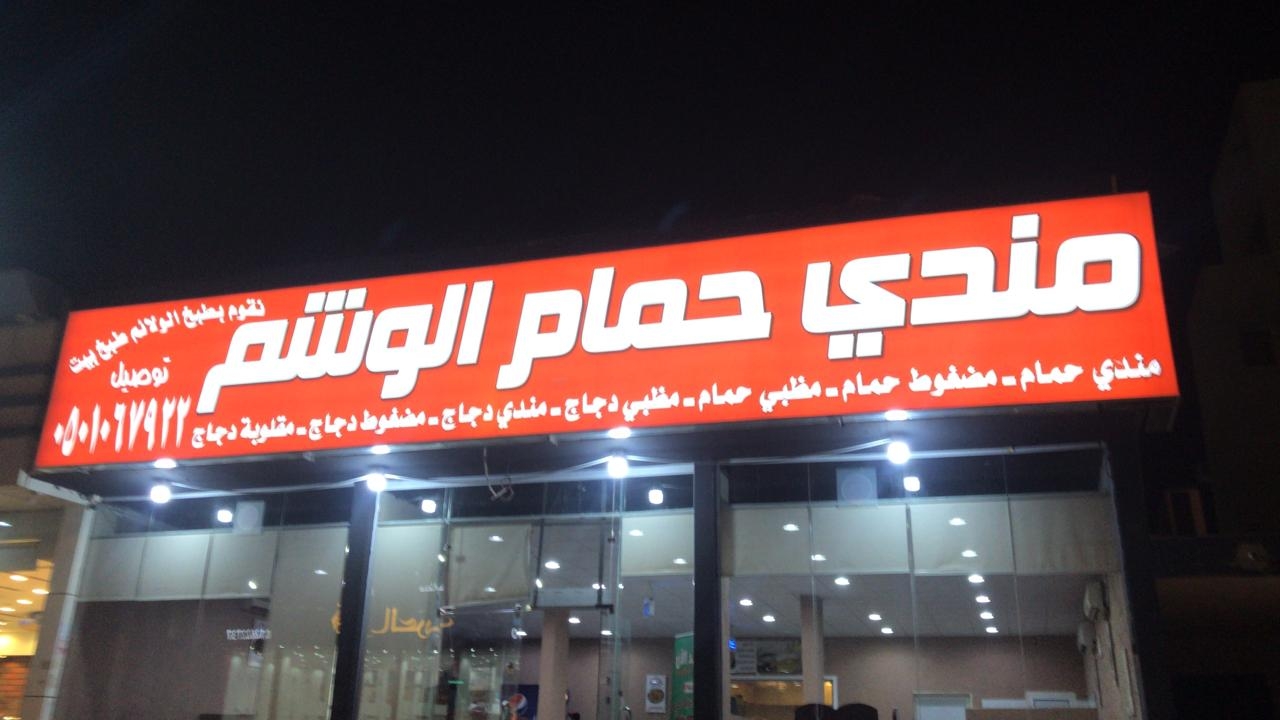 مندي حمام الوشم
مندي حمام - مضغوط حمام - مظبي حمام - مظبي دجاج - مندي دجاج - مضغوط دجاج - مقلوبة دجاج
نقوم بطبخ الولائم طبخ بيت
توصيل
٠٥٠١٠٦٧٩٢٢